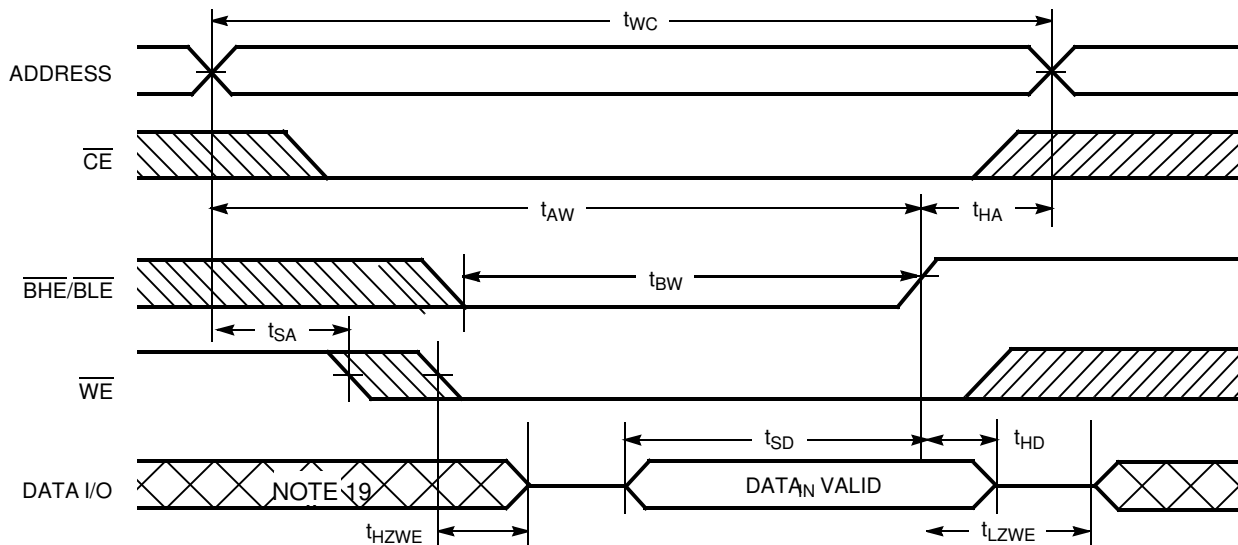 tWC
ADDRESS
CE
tAW
tHA
BHE/BLE
tBW
tSA
WE
tSD
tHD
DATA I/O
NOTE 19
DATAIN VALID
tHZWE
tLZWE